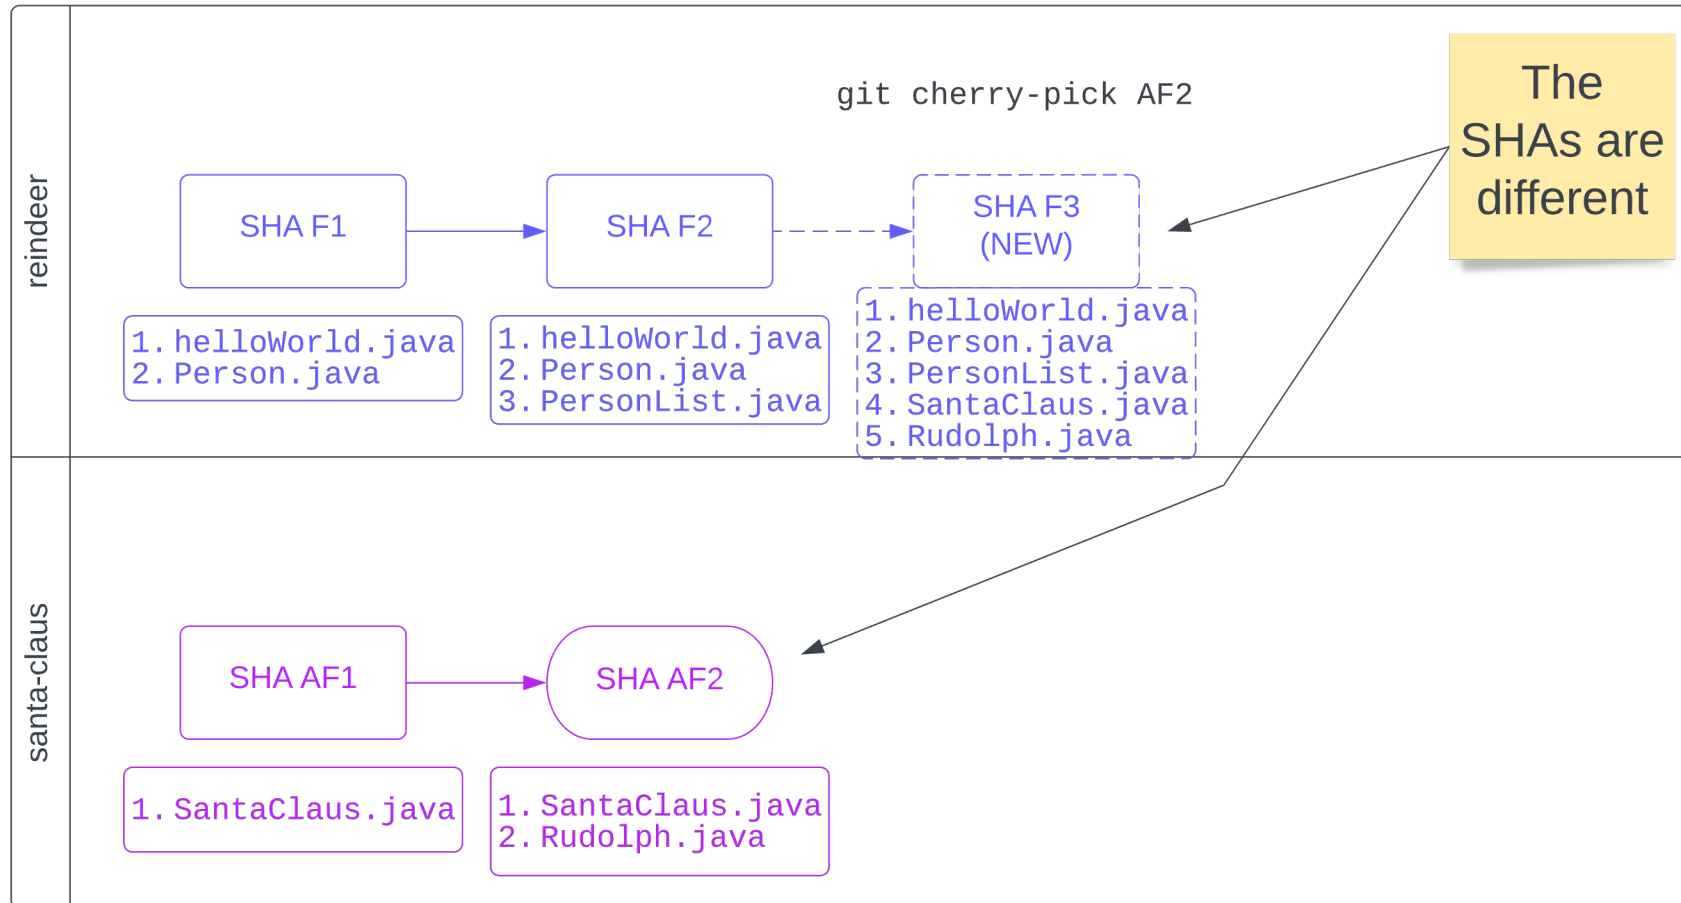 reindeer
git cherry-pick AF2
The
SHAs are
different
SHA F1
SHA F2
SHA F3
(NEW)
1. helloWorld.java
2. Person.java
1. helloWorld.java
2. Person.java
3. PersonList.java
1. helloWorld.java
2. Person.java
3. PersonList.java
4. SantaClaus.java
5. Rudolph.java
santa-claus
SHA AF1
SHA AF2
1. SantaClaus.java
1. SantaClaus.java
2. Rudolph.java